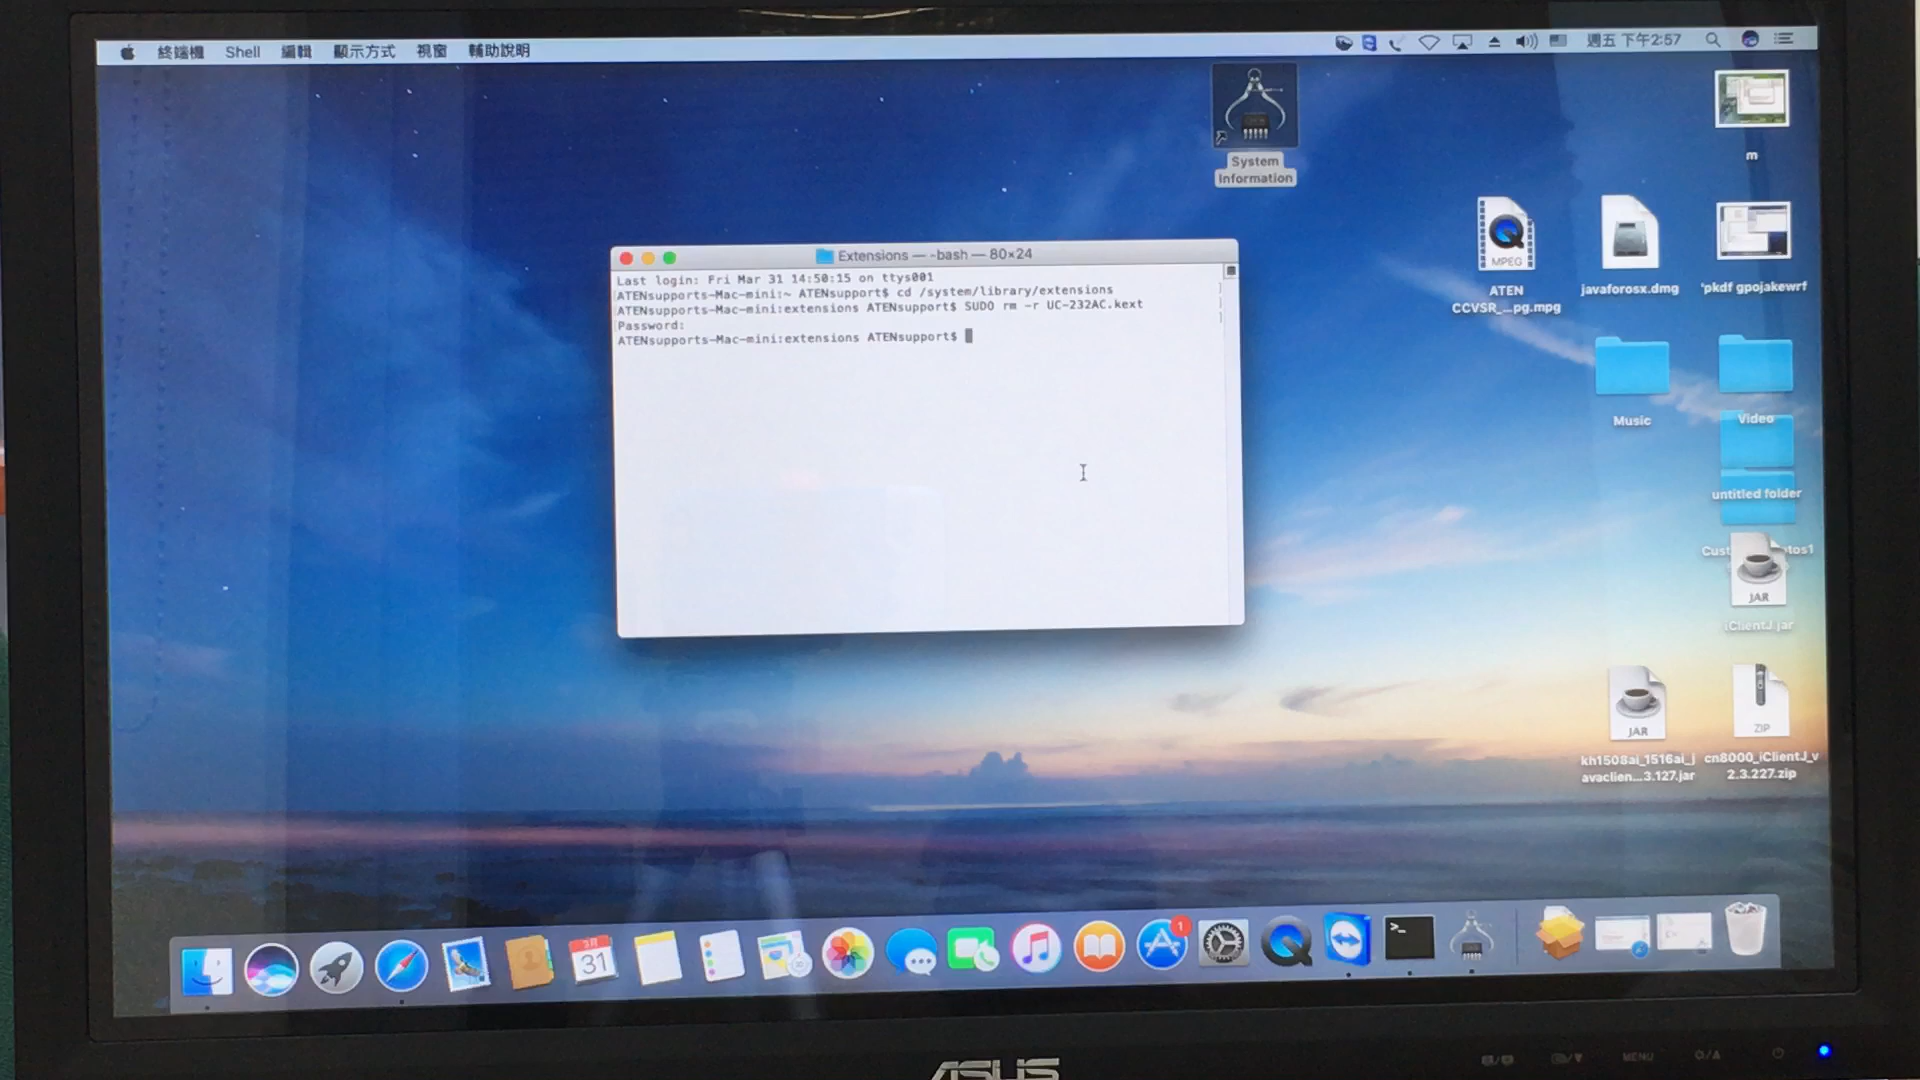 終端機 Shell 編輯 顯示方式 視窗 輔助說明
週五 下午2:57
System
Information
m
MPEG
ATEN
CCVSR_...pg.mpg
javaforosx.dmg
'pkdf gpojakewrf
Extensions — -bash — 80×24
Last login: Fri Mar 31 14:50:15 on ttys001
ATENsupports-Mac-mini:~ ATENsupport$ cd /system/library/extensions
ATENsupports-Mac-mini:extensions ATENsupport$ SUDO rm -r UC-232AC.kext
Password:
ATENsupports-Mac-mini:extensions ATENsupport$
Music
Video
untitled folder
JAR
iClientJ.jar
JAR
kh1508ai_1516ai_j
avaclien...3.127.jar
ZIP
cn8000_iClientJ_v
2.3.227.zip
31
1
ASUS
MENU